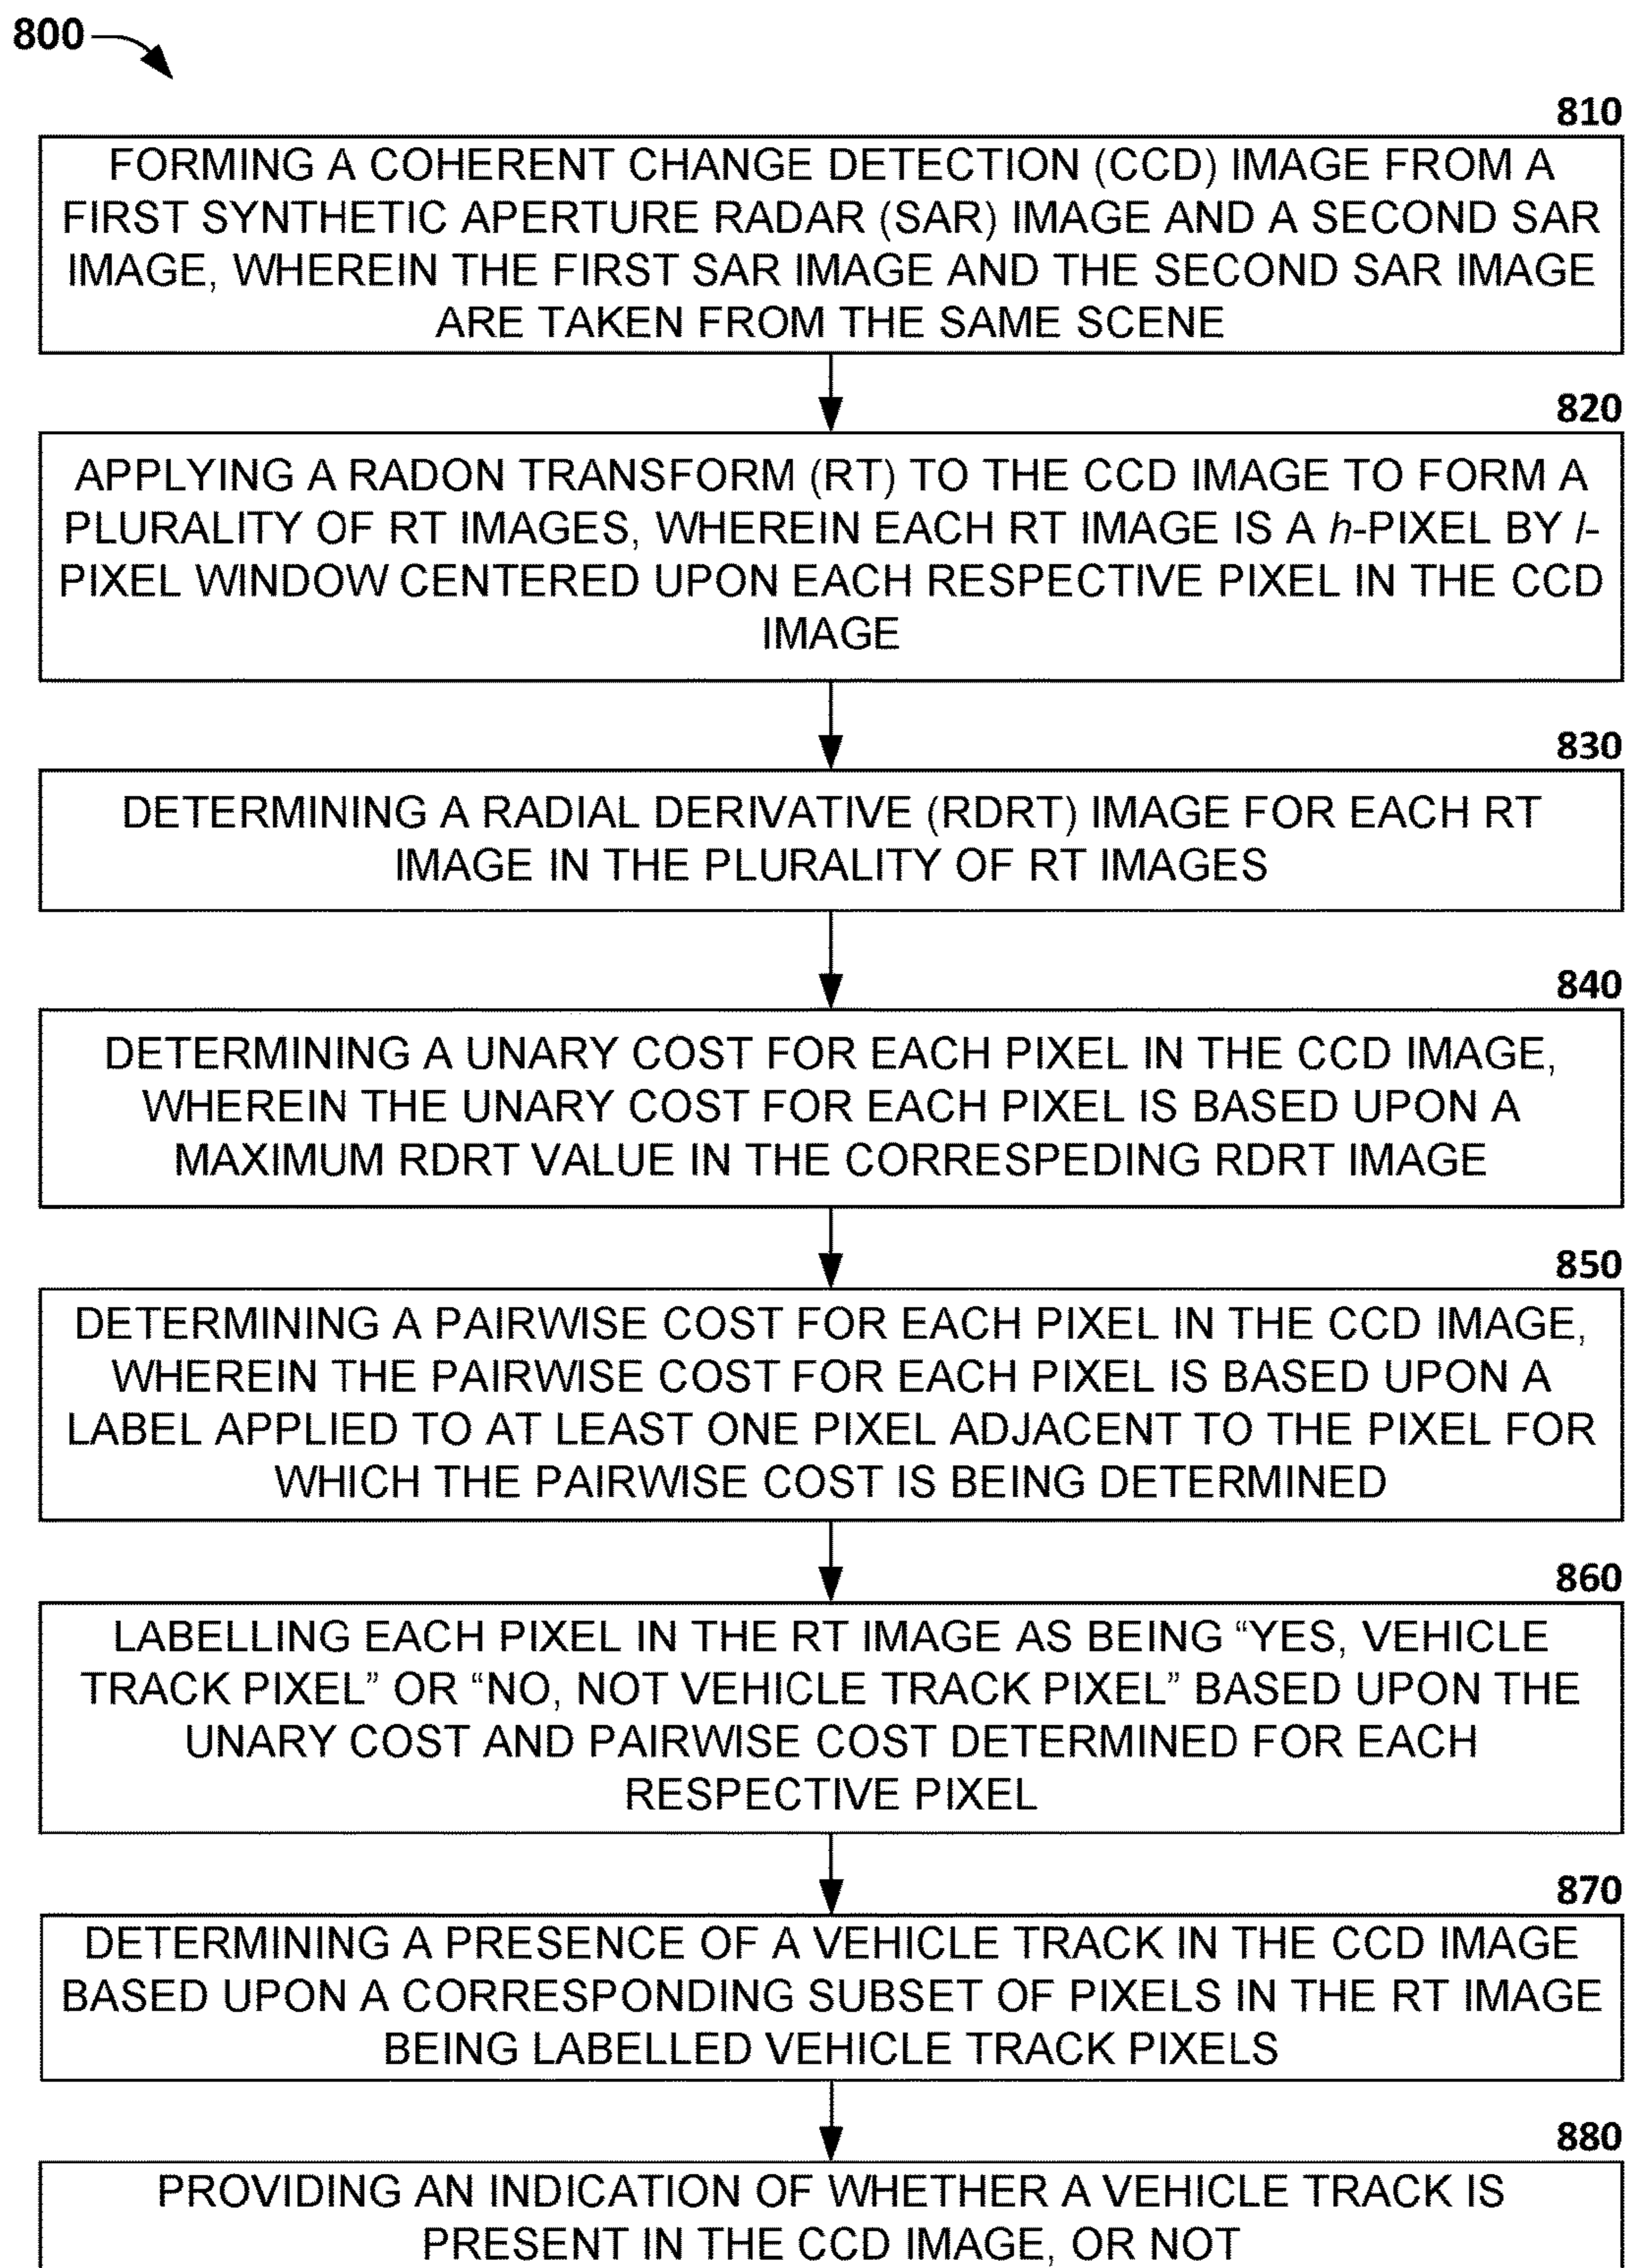 800
810
FORMING A COHERENT CHANGE DETECTION (CCD) IMAGE FROM A
FIRST SYNTHETIC APERTURE RADAR (SAR) IMAGE AND A SECOND SAR
IMAGE, WHEREIN THE FIRST SAR IMAGE AND THE SECOND SAR IMAGE
ARE TAKEN FROM THE SAME SCENE
820
APPLYING A RADON TRANSFORM (RT) TO THE CCD IMAGE TO FORM A
PLURALITY OF RT IMAGES, WHEREIN EACH RT IMAGE IS A h-PIXEL BY l-
PIXEL WINDOW CENTERED UPON EACH RESPECTIVE PIXEL IN THE CCD
IMAGE
830
DETERMINING A RADIAL DERIVATIVE (RDRT) IMAGE FOR EACH RT
IMAGE IN THE PLURALITY OF RT IMAGES
840
DETERMINING A UNARY COST FOR EACH PIXEL IN THE CCD IMAGE,
WHEREIN THE UNARY COST FOR EACH PIXEL IS BASED UPON A
MAXIMUM RDRT VALUE IN THE CORRESPEDING RDRT IMAGE
850
DETERMINING A PAIRWISE COST FOR EACH PIXEL IN THE CCD IMAGE,
WHEREIN THE PAIRWISE COST FOR EACH PIXEL IS BASED UPON A
LABEL APPLIED TO AT LEAST ONE PIXEL ADJACENT TO THE PIXEL FOR
WHICH THE PAIRWISE COST IS BEING DETERMINED
860
LABELLING EACH PIXEL IN THE RT IMAGE AS BEING “YES, VEHICLE
TRACK PIXEL” OR “NO, NOT VEHICLE TRACK PIXEL” BASED UPON THE
UNARY COST AND PAIRWISE COST DETERMINED FOR EACH
RESPECTIVE PIXEL
870
DETERMINING A PRESENCE OF A VEHICLE TRACK IN THE CCD IMAGE
BASED UPON A CORRESPONDING SUBSET OF PIXELS IN THE RT IMAGE
BEING LABELLED VEHICLE TRACK PIXELS
880
PROVIDING AN INDICATION OF WHETHER A VEHICLE TRACK IS
PRESENT IN THE CCD IMAGE, OR NOT